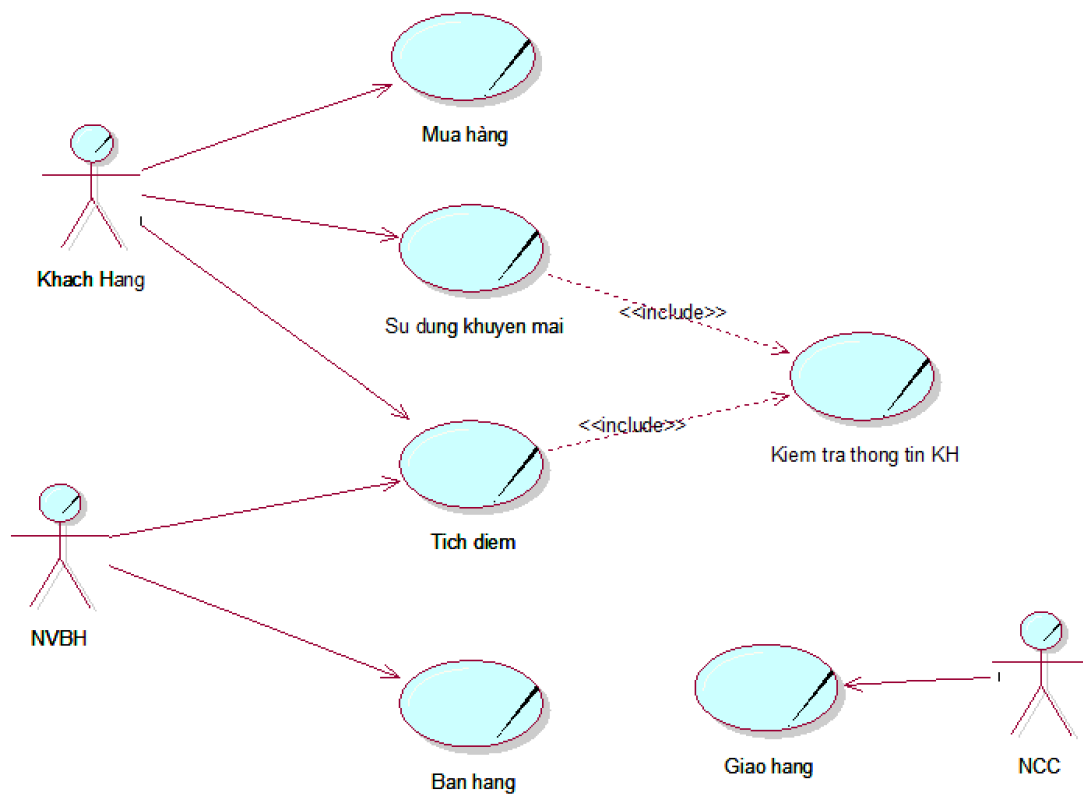 Mua hàng
Khach Hang
Su dung khuyen mai
<<include>>
<<include>>
Kiem tra thong tin KH
Tich diem
NVBH
Ban hang
Giao hang
NCC